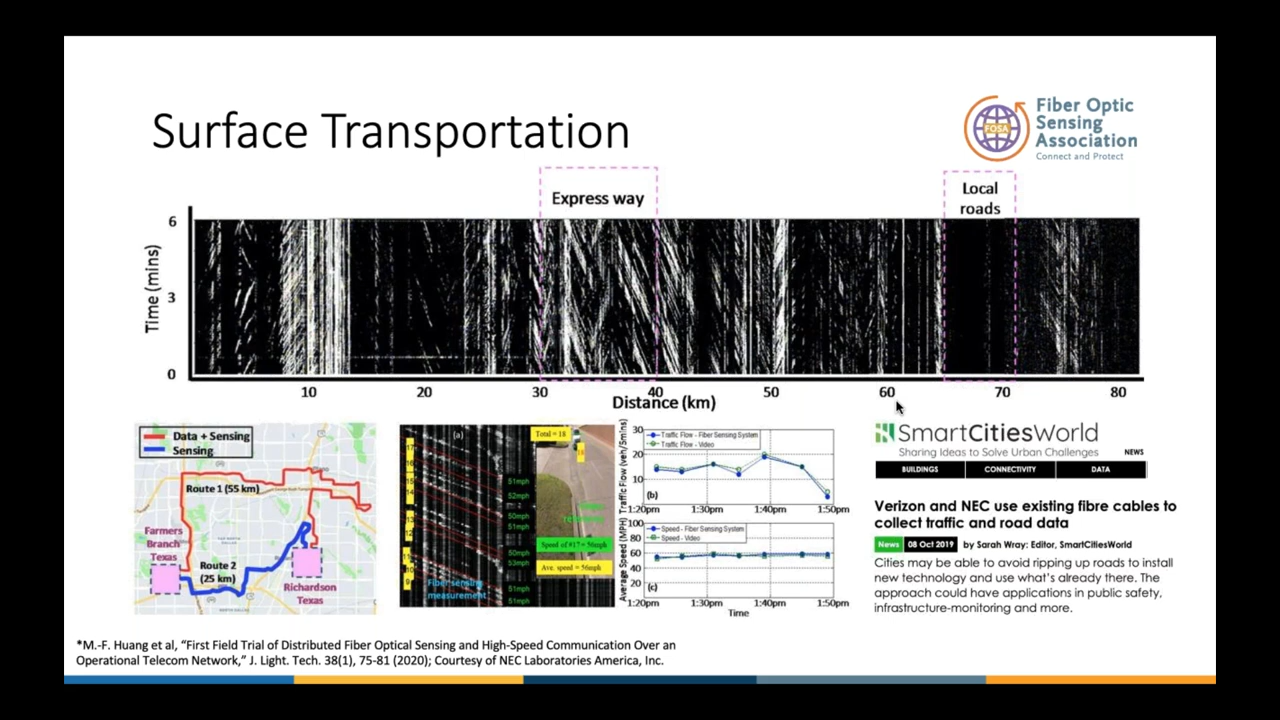 Surface Transportation
FOSA
Fiber Optic
Sensing
Association
Connect and Protect
Express way
Local
roads
Time (mins)
6
3
0
10 20 30 40 50 60 70 80
Distance (km)
Data + Sensing
Sensing
Route 1 (55 km)
Farmers
Branch
Texas
Route 2
(25 km)
Richardson
Texas
(a)
Total = 18
51mph
52mph
50mph
51mph
50mph
53mph
51mph
51mph
Speed of #17 = 50mph
Ave. speed = 56mph
Fiber sensing
measurement
Traffic Flow (veh/5mins)
30
20
10
Traffic Flow - Fiber Sensing System
Traffic Flow - Video
(b)
1:20pm 1:30pm 1:40pm 1:50pm
Average Speed (MPH)
100
80
60
40
20
Speed - Fiber Sensing System
Speed - Video
(c)
1:20pm 1:30pm 1:40pm 1:50pm
Time
SmartCitiesWorld
Sharing Ideas to Solve Urban Challenges
NEWS
BUILDINGS CONNECTIVITY DATA
Verizon and NEC use existing fibre cables to
collect traffic and road data
News 08 Oct 2019 by Sarah Wray: Editor, SmartCitiesWorld
Cities may be able to avoid ripping up roads to install
new technology and use what's already there. The
approach could have applications in public safety,
infrastructure-monitoring and more.
*M.-F. Huang et al, "First Field Trial of Distributed Fiber Optical Sensing and High-Speed Communication Over an
Operational Telecom Network," J. Light. Tech. 38(1), 75-81 (2020); Courtesy of NEC Laboratories America, Inc.